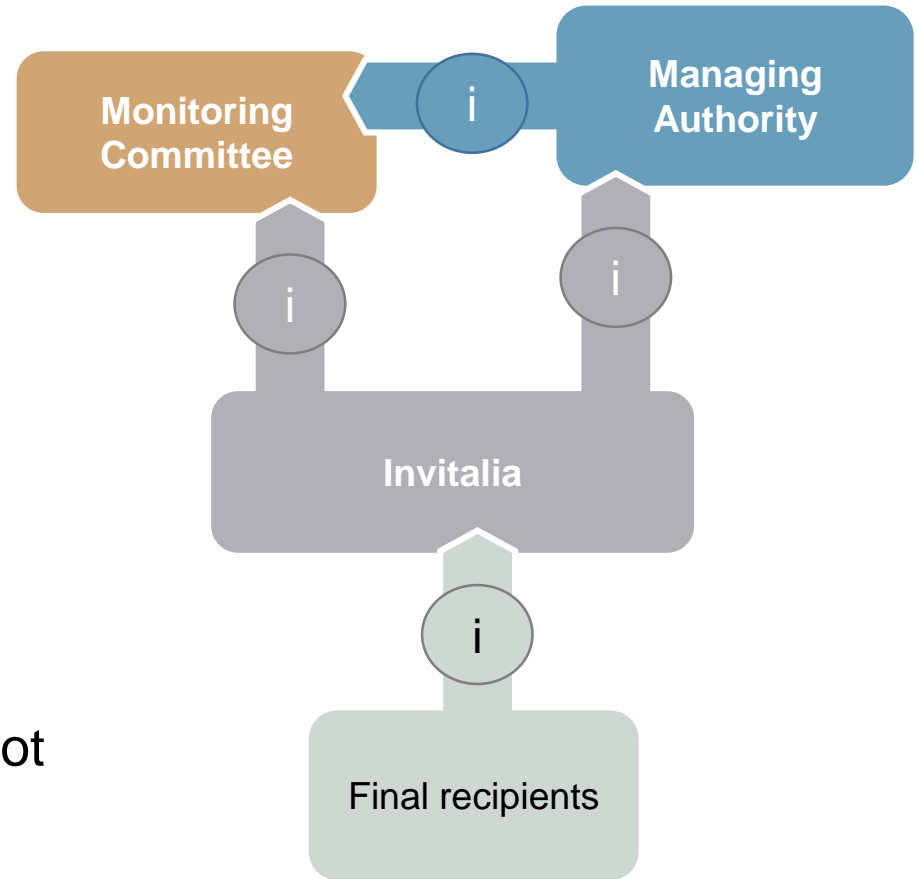 Managing
Authority
Monitoring
Committee
i
i
i
Invitalia
i
ot
Final recipients